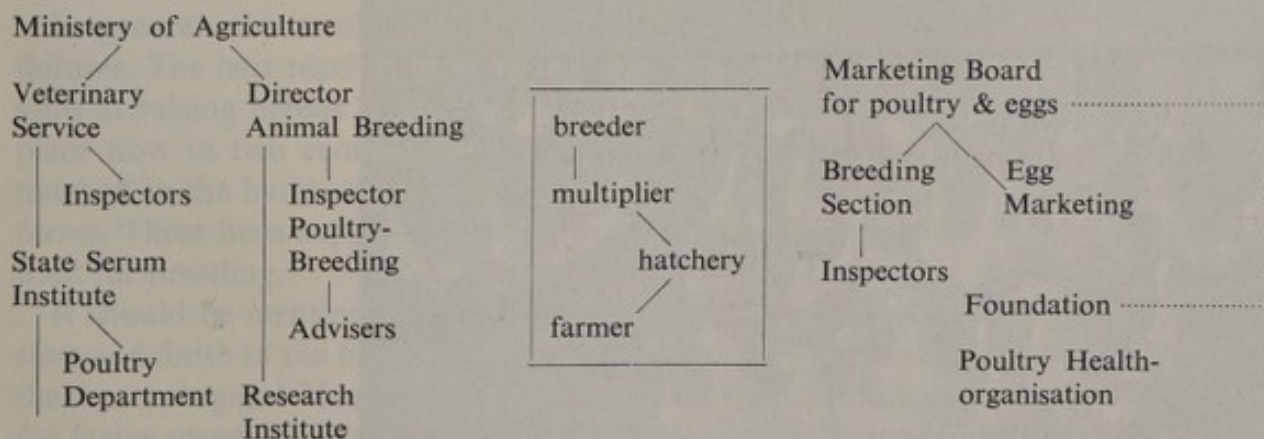 Ministery of Agriculture
Veterinary
Service
Director
Animal Breeding
Inspectors
Inspector
Poultry-
Breeding
State Serum
Institute
Advisers
Poultry
Department
Research
Institute
breeder
multiplier
hatchery
farmer
Marketing Board
for poultry & eggs
Breeding
Section
Egg
Marketing
Inspectors
Foundation
Poultry Health-
organisation